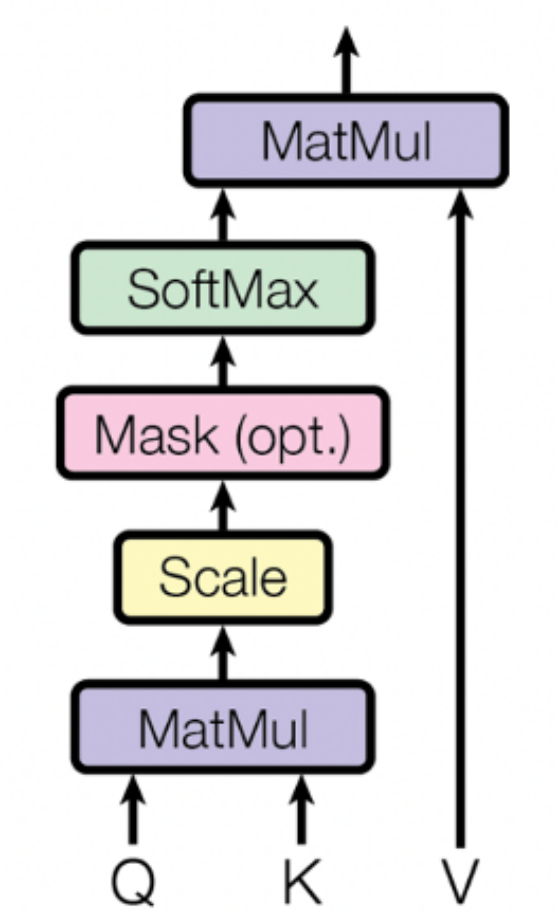 MatMul
SoftMax
Mask (opt.)
Scale
MatMul
Q K V